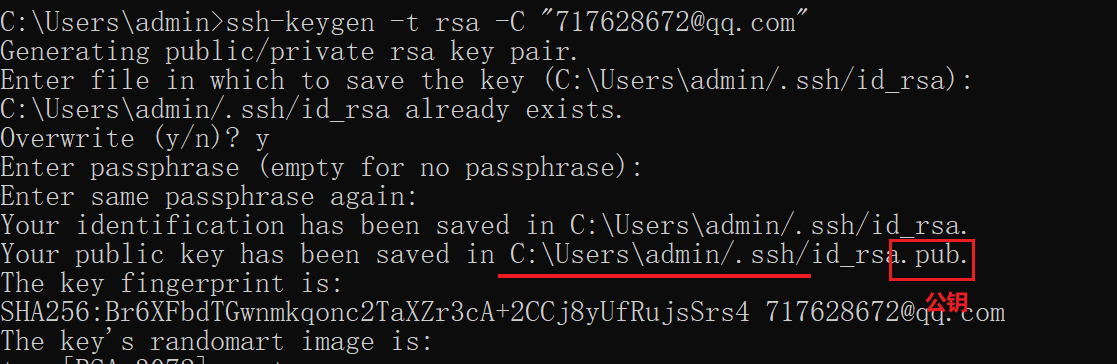 C:\Users\admin>ssh-keygen -t rsa -C "717628672@qq.com"
Generating public/private rsa key pair.
Enter file in which to save the key (C:\Users\admin/.ssh/id_rsa):
C:\Users\admin/.ssh/id_rsa already exists.
Overwrite (y/n)? y
Enter passphrase (empty for no passphrase):
Enter same passphrase again:
Your identification has been saved in C:\Users\admin/.ssh/id_rsa.
Your public key has been saved in C:\Users\admin/.ssh/id_rsa.pub.
The key fingerprint is:
公钥
SHA256:Br6XFbdTGwnmkqonc2TaXZr3cA+2CCj8yUfRujsSrs4 717628672@qq.com
The key's randomart image is: